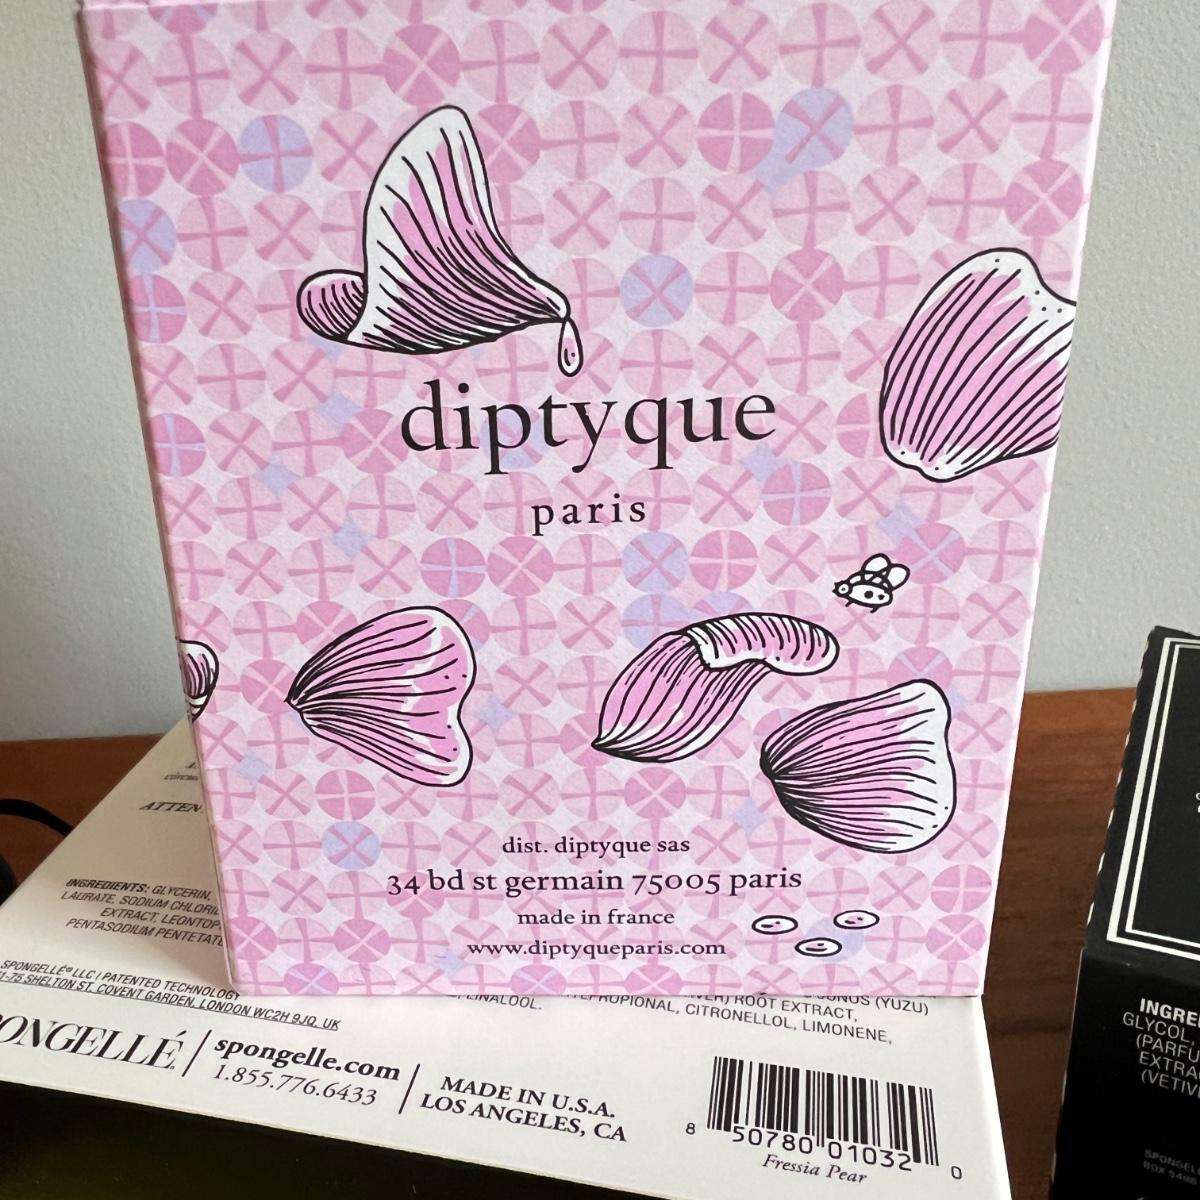 diptyque
paris
dist. diptyque sas
34 bd st germain 75005 paris
made in france
www.diptyqueparis.com
ATTEN
INGREDIENTS: GLYCERIN,
LAURATE, SODIUM CHLORI
EXTRACT, LEONTOP
PENTASODIUM PENTETATE
SPONGELLÉ® LLC | PATENTED TECHNOLOGY
1-75 SHELTON ST, COVENT GARDEN, LONDON WC2H 9JQ, UK
LINALOOL.
ROOT EXTRACT,
(YUZU)
CITRONELLOL, LIMONENE,
PONGELLÉ
spongelle.com
1.855.776.6433
MADE IN U.S.A.
LOS ANGELES, CA
8 50780 01032 0
Fressia Pear
INGRE
GLYCOL,
(PARFU
EXTRA
(VETIV
SPONGEL